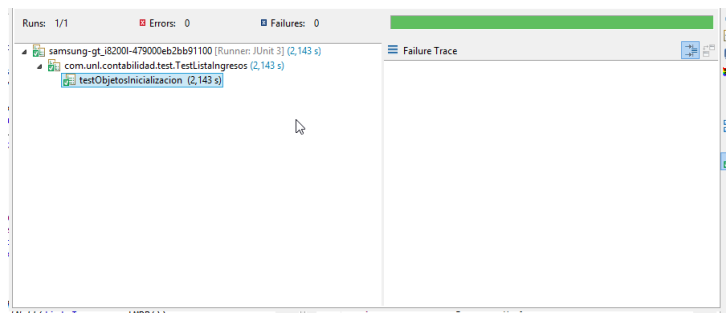 Runs: 1/1 Errors: 0 Failures: 0
samsung-gt_i8200l-479000eb2bb91100 [Runner: JUnit 3] (2,143 s)
com.unl.contabilidad.test.TestListaIngresos (2,143 s)
testObjetosInicializacion (2,143 s)
Failure Trace